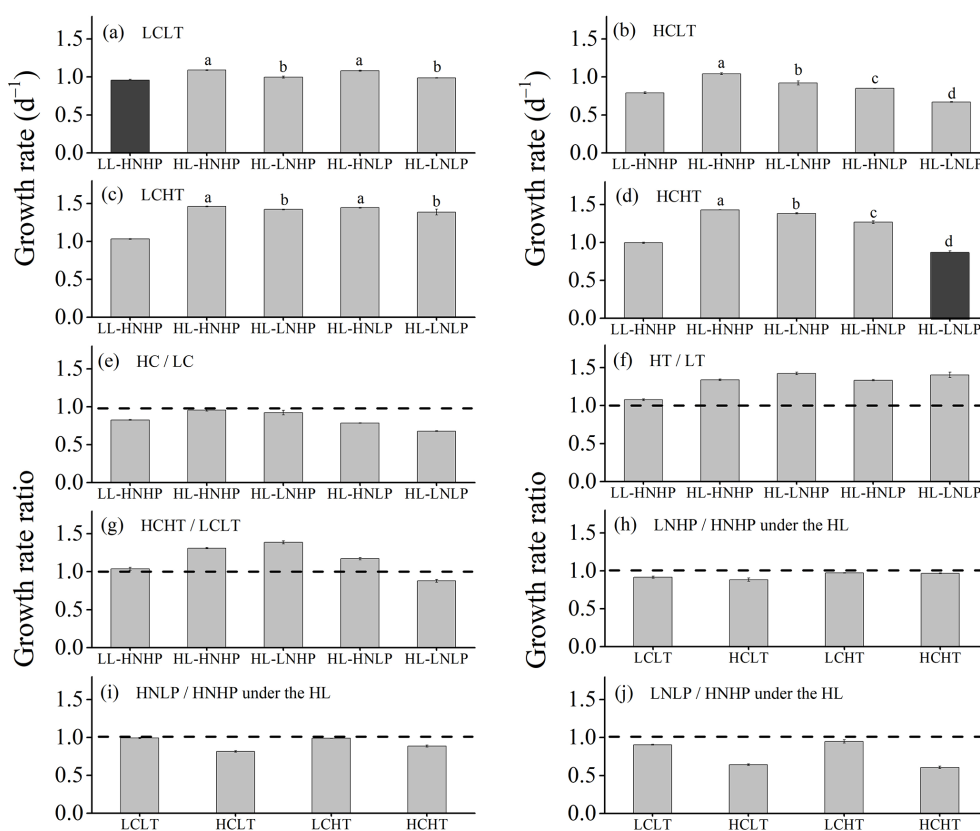 (a) LCLT
1.5
1.0
0.5
0.0
a
b
a
b
LL-HNHP HL-HNHP HL-LNHP HL-HNLP HL-LNLP
(b) HCLT
1.5
1.0
0.5
0.0
a
b
c
d
LL-HNHP HL-HNHP HL-LNHP HL-HNLP HL-LNLP
Growth rate (d⁻¹)
Growth rate (d⁻¹)
(c) LCHT
1.5
1.0
0.5
0.0
a
b
a
b
LL-HNHP HL-HNHP HL-LNHP HL-HNLP HL-LNLP
(d) HCHT
1.5
1.0
0.5
0.0
a
b
c
d
LL-HNHP HL-HNHP HL-LNHP HL-HNLP HL-LNLP
(e) HC / LC
1.5
1.0
0.5
0.0
LL-HNHP HL-HNHP HL-LNHP HL-HNLP HL-LNLP
(f) HT / LT
1.5
1.0
0.5
0.0
LL-HNHP HL-HNHP HL-LNHP HL-HNLP HL-LNLP
Growth rate ratio
Growth rate ratio
(g) HCHT / LCLT
1.5
1.0
0.5
0.0
LL-HNHP HL-HNHP HL-LNHP HL-HNLP HL-LNLP
(h) LNHP / HNHP under the HL
1.5
1.0
0.5
0.0
LCLT HCLT LCHT HCHT
(i) HNLP / HNHP under the HL
1.5
1.0
0.5
0.0
LCLT HCLT LCHT HCHT
(j) LNLP / HNHP under the HL
1.5
1.0
0.5
0.0
LCLT HCLT LCHT HCHT